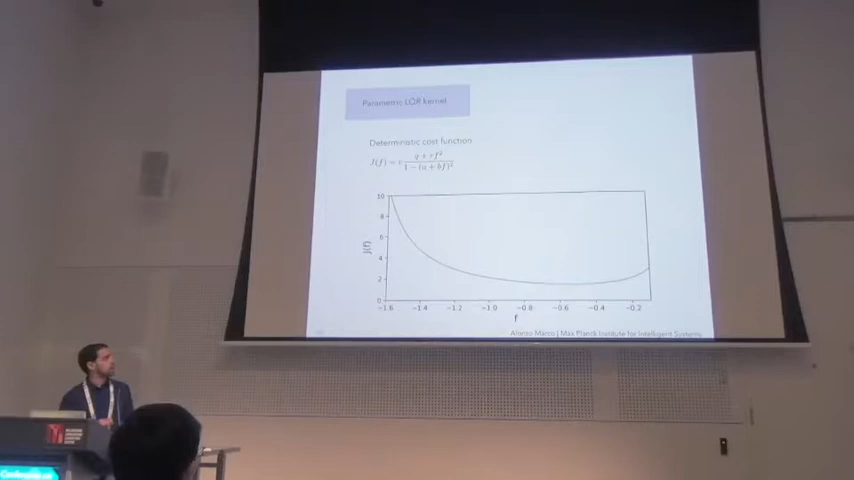 Parametric LQR kernel
Deterministic cost function
J(f) = v q + rf² / 1 − (a + bf)²
10
8
6
4
2
0
J(f)
−1.6 −1.4 −1.2 −1.0 −0.8 −0.6 −0.4 −0.2
f
Alonso Marco | Max Planck Institute for Intelligent Systems
Conference on